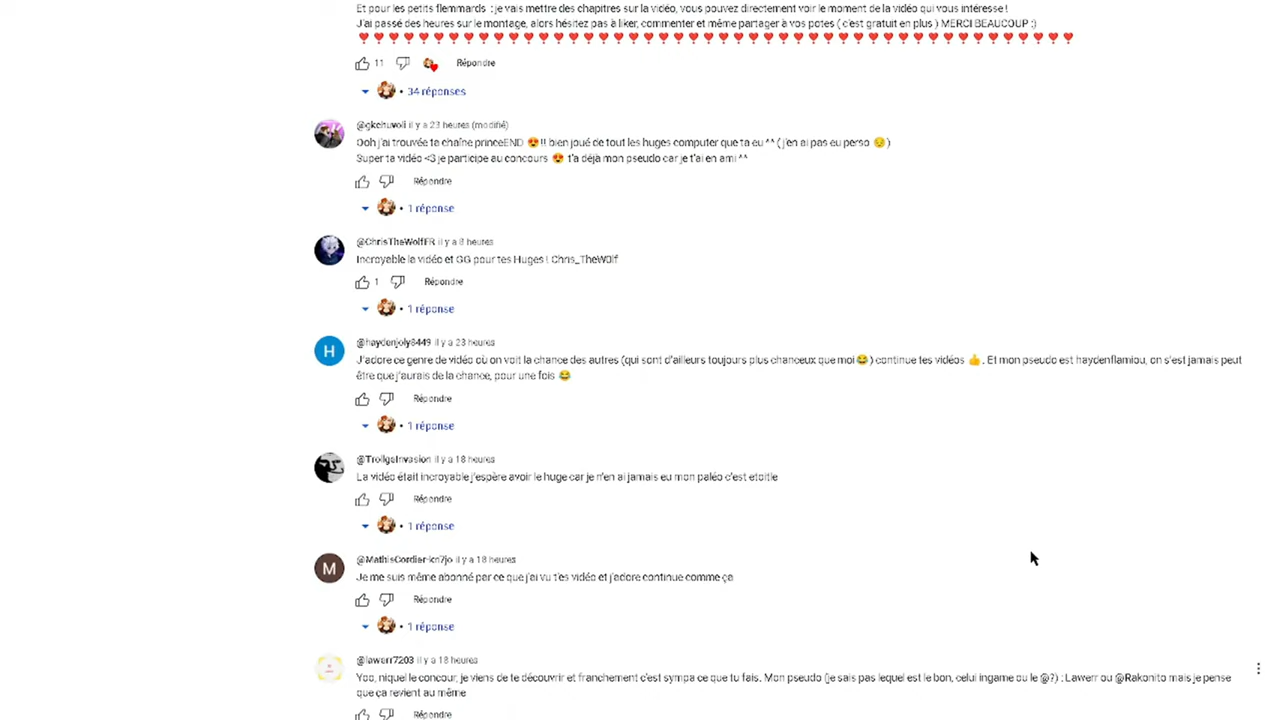 Et pour les petits flemmards : je vais mettre des chapitres sur la vidéo, vous pouvez directement voir le moment de la vidéo qui vous intéresse !
J'ai passé des heures sur le montage, alors hésitez pas à liker, commenter et même partager à vos potes ( c'est gratuit en plus ) MERCI BEAUCOUP :)
11 Répondre
34 réponses
@gkchuvoli il y a 23 heures (modifié)
Ooh j'ai trouvée ta chaîne princeEND 😍!! bien joué de tout les huges computer que ta eu ^^ ( j'en ai pas eu perso 😔)
Super ta vidéo <3 je participe au concours 😍 t'a déjà mon pseudo car je t'ai en ami ^^
Répondre
1 réponse
@ChrisTheWolfFR il y a 8 heures
Incroyable la vidéo et GG pour tes Huges ! Chris_TheW0lf
1 Répondre
1 réponse
H
@haydenjoly8449 il y a 23 heures
J'adore ce genre de vidéo où on voit la chance des autres (qui sont d'ailleurs toujours plus chanceux que moi😂) continue tes vidéos 👍. Et mon pseudo est haydenflamiou, on s'est jamais peut
être que j'aurais de la chance, pour une fois 😂
Répondre
1 réponse
@TrollgeInvasion il y a 18 heures
La vidéo était incroyable j'espère avoir le huge car je n'en ai jamais eu mon paléo c'est etoitle
Répondre
1 réponse
M
@MathisCordier-kn7jo il y a 18 heures
Je me suis même abonné par ce que j'ai vu t'es vidéo et j'adore continue comme ça
Répondre
1 réponse
@lawerr7203 il y a 18 heures
Yoo, niquel le concour, je viens de te découvrir et franchement c'est sympa ce que tu fais. Mon pseudo (je sais pas lequel est le bon, celui ingame ou le @?) : Lawerr ou @Rakonito mais je pense
que ça revient au même
Répondre